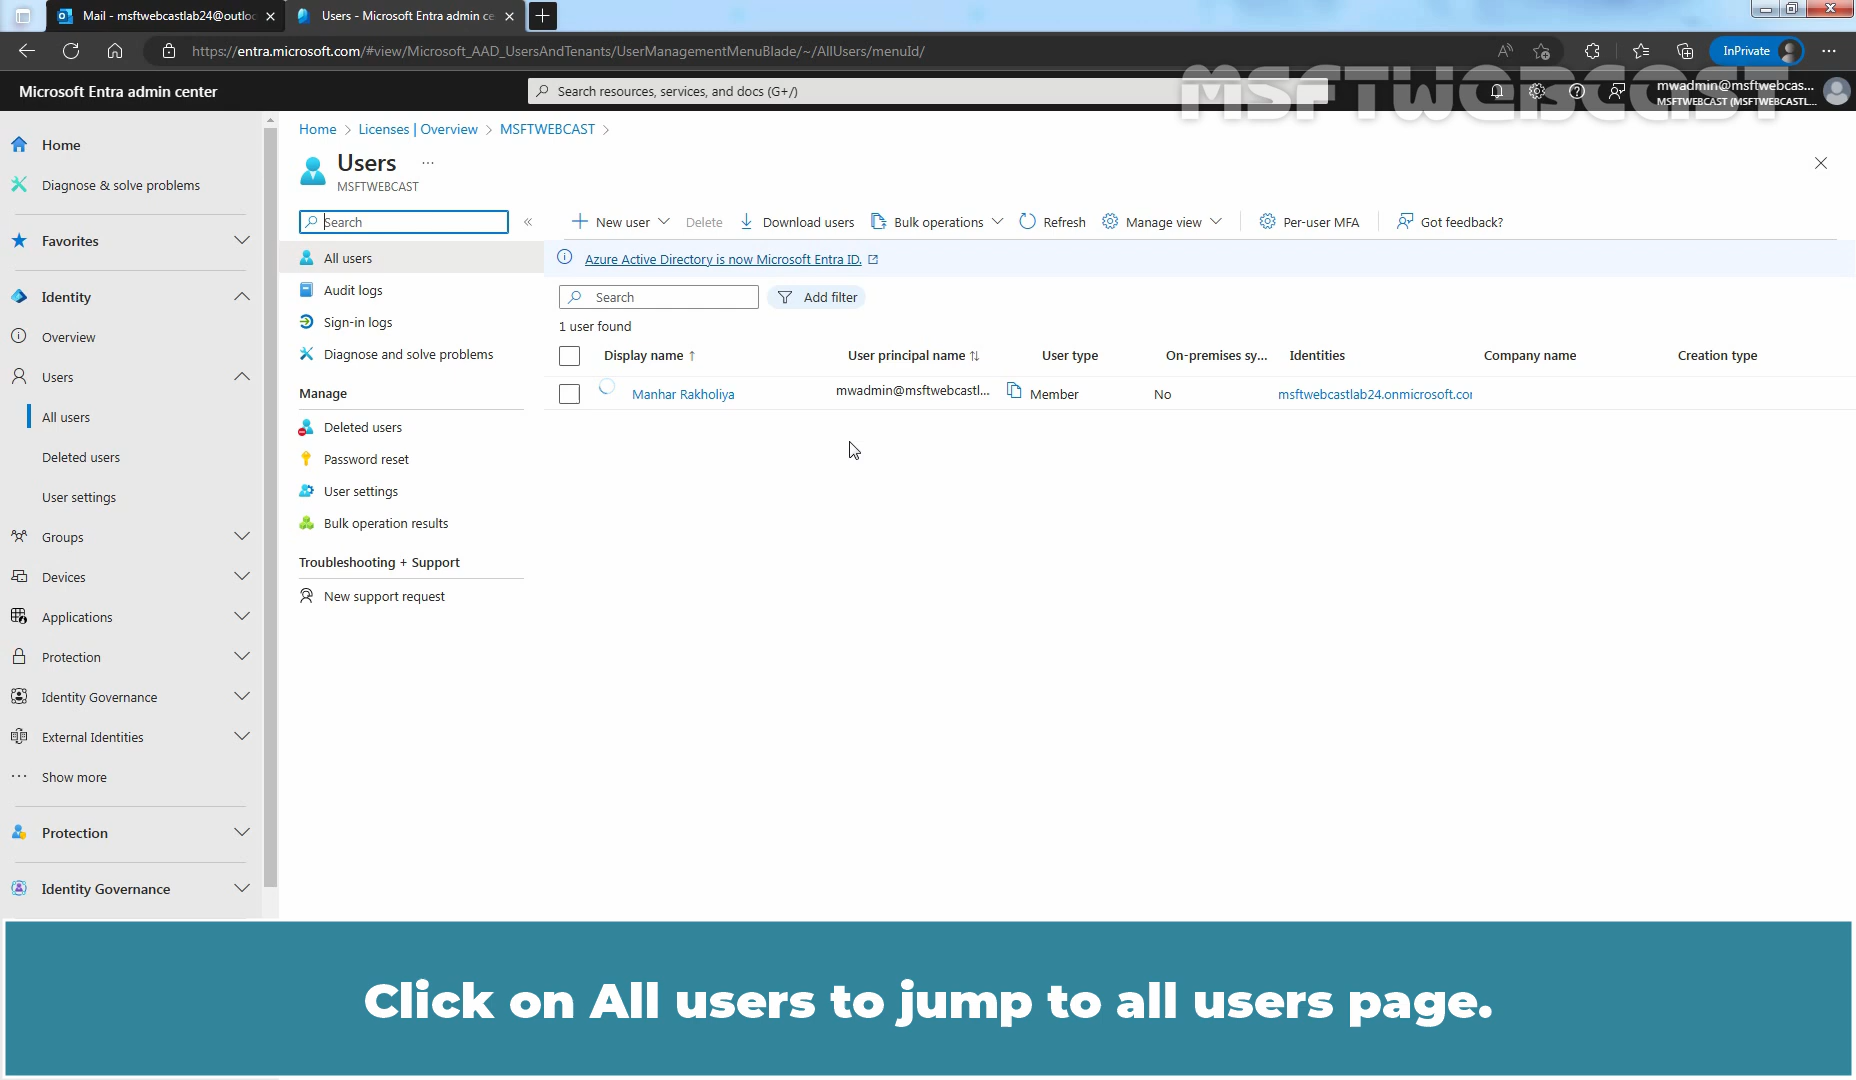 Mail - msftwebcastlab24@outloo
Users - Microsoft Entra admin ce
https://entra.microsoft.com/#view/Microsoft_AAD_UsersAndTenants/UserManagementMenuBlade/~/AllUsers/menuId/
InPrivate
Microsoft Entra admin center
Search resources, services, and docs (G+/)
MSFTWEBCAST
mwadmin@msftwebcas...
MSFTWEBCAST (MSFTWEBCASTL...
Home
Diagnose & solve problems
Favorites
Identity
Overview
Users
All users
Deleted users
User settings
Groups
Devices
Applications
Protection
Identity Governance
External Identities
Show more
Protection
Identity Governance
Home > Licenses | Overview > MSFTWEBCAST >
Users ...
MSFTWEBCAST
Search
All users
Audit logs
Sign-in logs
Diagnose and solve problems
Manage
Deleted users
Password reset
User settings
Bulk operation results
Troubleshooting + Support
New support request
New user Delete Download users Bulk operations Refresh Manage view Per-user MFA Got feedback?
Azure Active Directory is now Microsoft Entra ID.
Search Add filter
1 user found
Display name ↑ User principal name ↑↓ User type On-premises sy... Identities Company name Creation type
Manhar Rakholiya mwadmin@msftwebcastl... Member No msftwebcastlab24.onmicrosoft.com
Click on All users to jump to all users page.